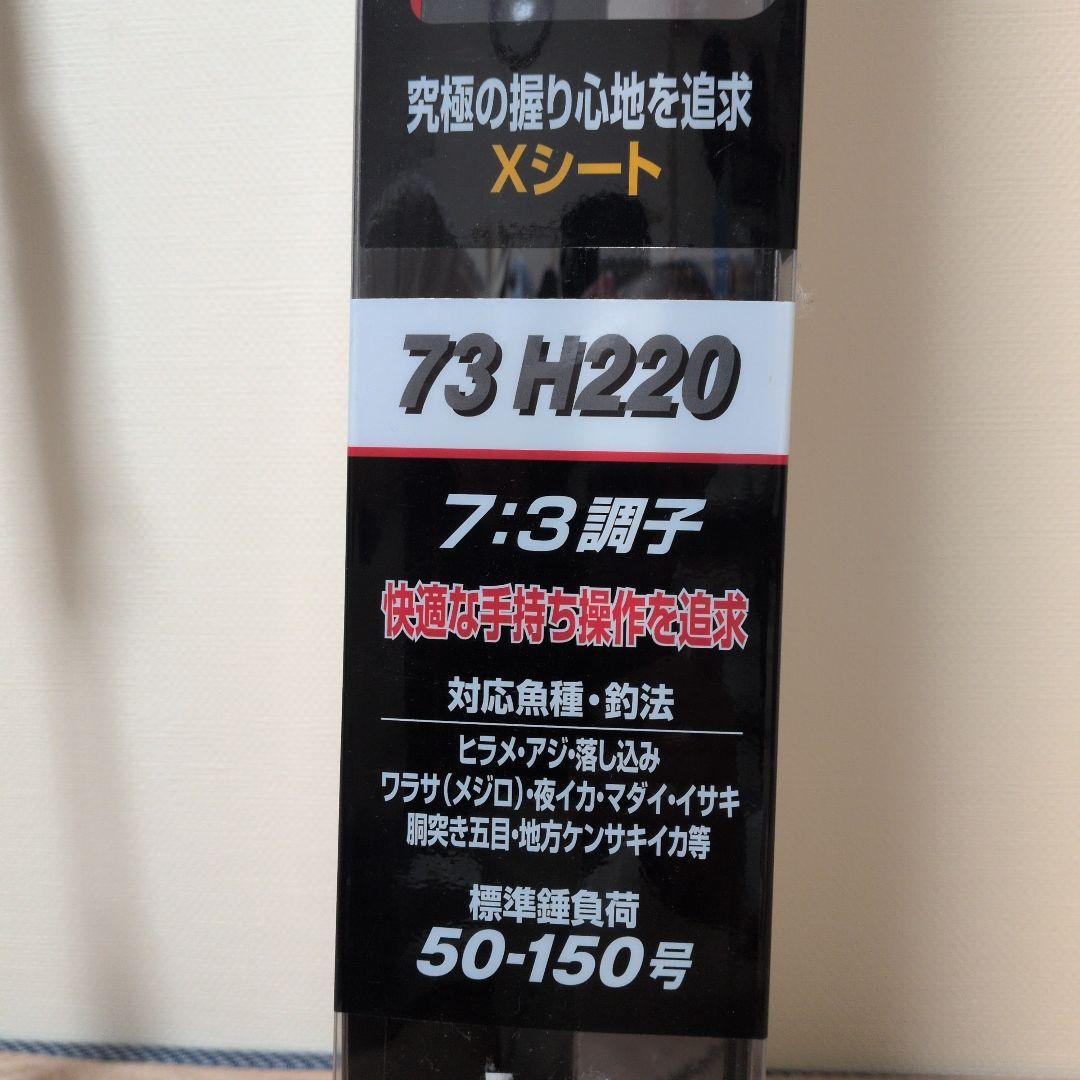 究極の握り心地を追求
Xシート
73 H220
7:3調子
快適な手持ち操作を追求
対応魚種・釣法
ヒラメ・アジ・落し込み
ワラサ(メジロ)・夜イカ・マダイ・イサキ
胴突き五目・地方ケンサキイカ等
標準錘負荷
50-150号